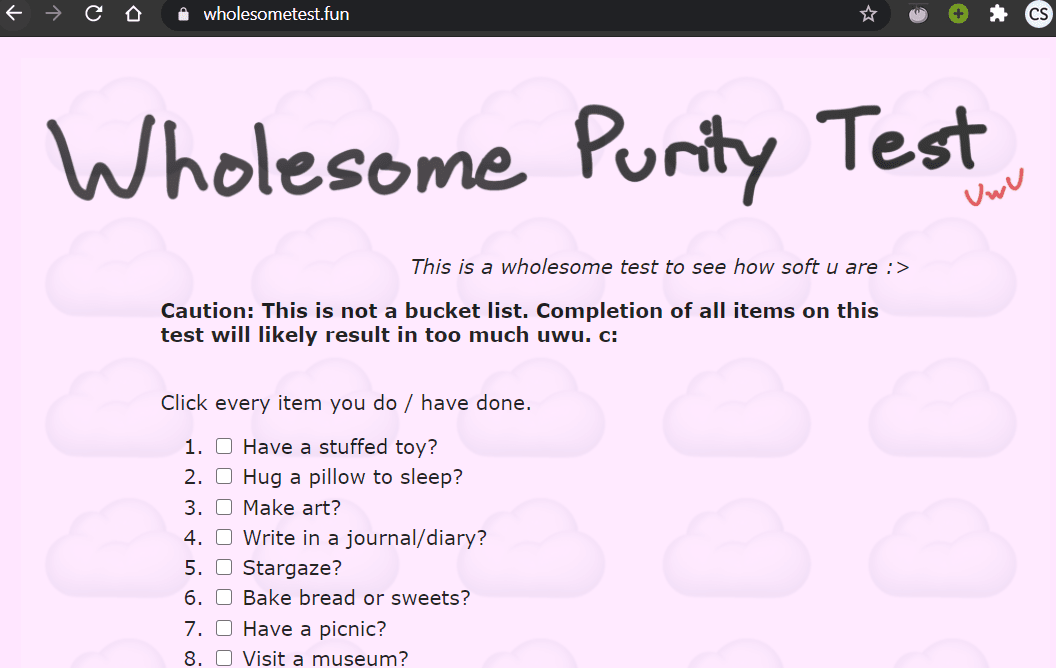 wholesometest.fun
CS
Wholesome Purity Test
UwU
This is a wholesome test to see how soft u are :>
Caution: This is not a bucket list. Completion of all items on this
test will likely result in too much uwu. c:
Click every item you do / have done.
1. Have a stuffed toy?
2. Hug a pillow to sleep?
3. Make art?
4. Write in a journal/diary?
5. Stargaze?
6. Bake bread or sweets?
7. Have a picnic?
8. Visit a museum?